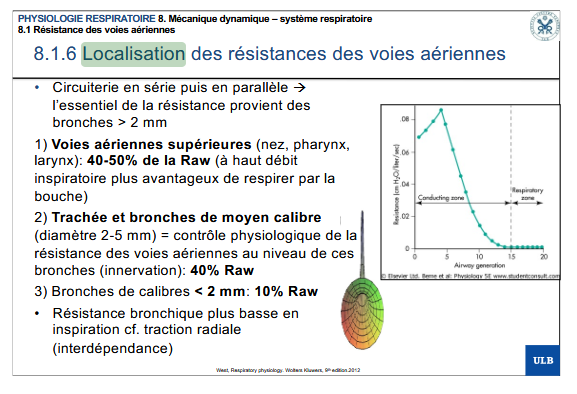 PHYSIOLOGIE RESPIRATOIRE 8. Mécanique dynamique – système respiratoire
8.1 Résistance des voies aériennes
8.1.6 Localisation des résistances des voies aériennes
• Circuiterie en série puis en parallèle →
l'essentiel de la résistance provient des
bronches > 2 mm
1) Voies aériennes supérieures (nez, pharynx,
larynx): 40-50% de la Raw (à haut débit
inspiratoire plus avantageux de respirer par la
bouche)
2) Trachée et bronches de moyen calibre
(diamètre 2-5 mm) = contrôle physiologique de la
résistance des voies aériennes au niveau de ces
bronches (innervation): 40% Raw
3) Bronches de calibres < 2 mm: 10% Raw
• Résistance bronchique plus basse en
inspiration cf. traction radiale
(interdépendance)
Resistance (cm H2O/liter/sec)
.08
.06
.04
.02
0
Conducting zone
Respiratory
zone
0 5 10 15 20
Airway generation
© Elsevier Ltd. Berne et al: Physiology 5E www.studentconsult.com
West, Respiratory physiology. Wolters Kluwers, 9th edition.2012
ULB